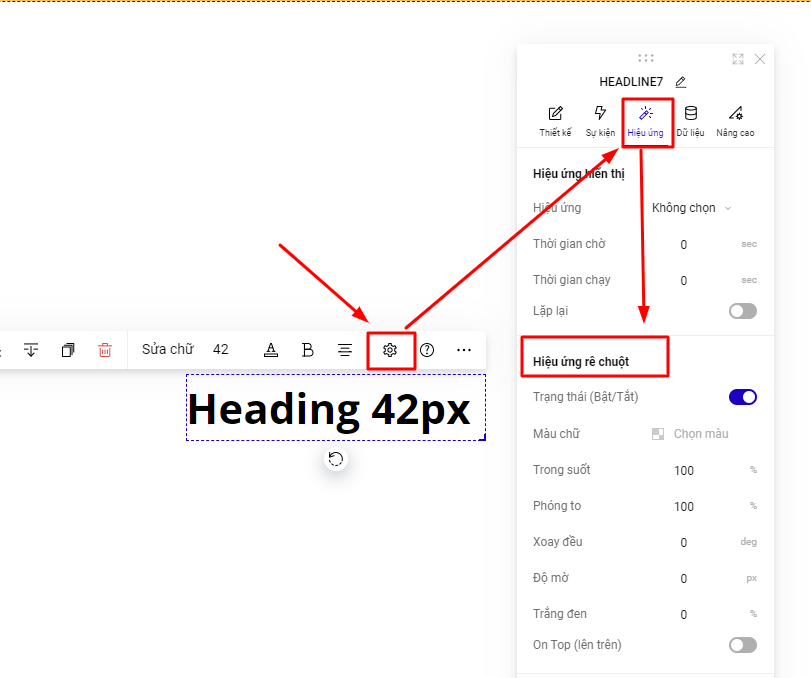 HEADLINE7
Thiết kế Sự kiện Hiệu ứng Dữ liệu Nâng cao
Hiệu ứng hiển thị
Hiệu ứng Không chọn
Thời gian chờ 0 sec
Thời gian chạy 0 sec
Lặp lại
Sửa chữ 42 A B
Heading 42px
Hiệu ứng rê chuột
Trạng thái (Bật/Tắt)
Màu chữ Chọn màu
Trong suốt 100 %
Phóng to 100 %
Xoay đều 0 deg
Độ mờ 0 px
Trắng đen 0 %
On Top (lên trên)